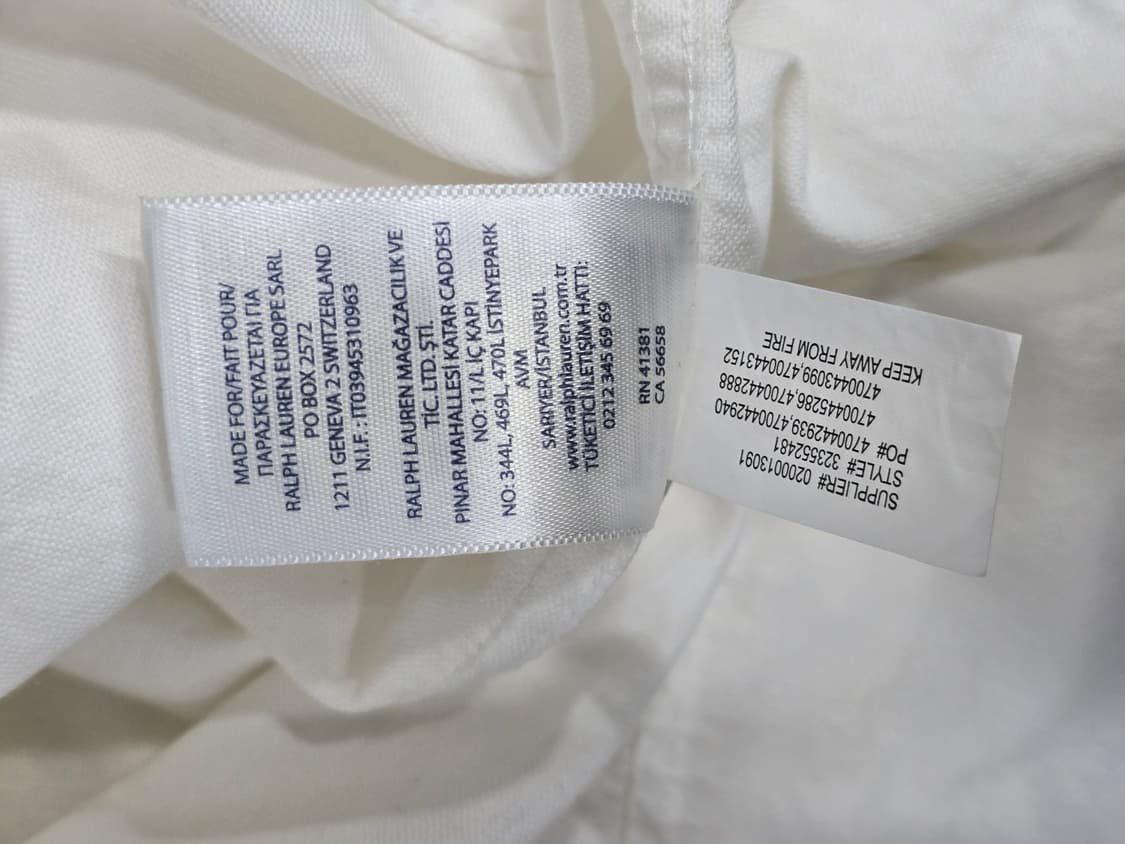 MADE FOR/FAIT POUR/
ΠΑΡΑΣΚΕΥΑΖΕΤΑΙ ΓΙΑ
RALPH LAUREN EUROPE SARL
PO BOX 2572
1211 GENEVA 2 SWITZERLAND
N.I.F.: IT03945310963
RALPH LAUREN MAĞAZACILIK VE
TİC. LTD. ŞTİ.
PINAR MAHALLESİ KATAR CADDESİ
NO: 11/L İÇ KAPI
NO: 344L, 469L, 470L İSTİNYEPARK
AVM
SARIYER/İSTANBUL
www.ralphlauren.com.tr
TÜKETİCİ İLETİŞİM HATTI:
0212 345 69 69
RN 41381
CA 56658
SUPPLIER# 0200013091
STYLE# 323552481
PO# 4700442939,4700442940
4700445286,4700442888
4700443099,4700443152
KEEP AWAY FROM FIRE